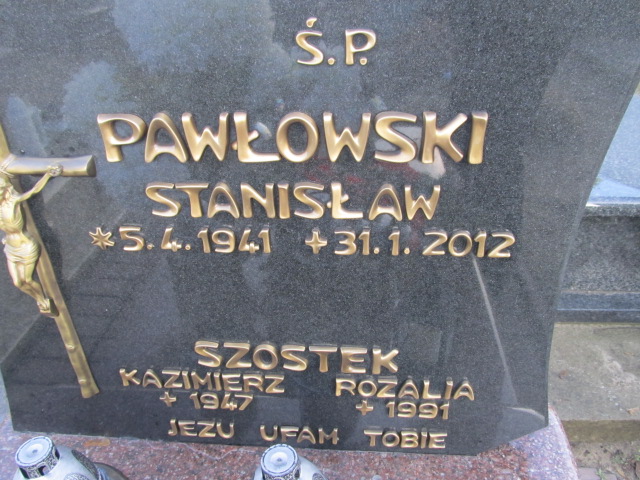 Ś.P.
PAWŁOWSKI
STANISŁAW
*5.4.1941 +31.1.2012
SZOSTEK
KAZIMIERZ ROZALIA
+ 1947 + 1991
JEZU UFAM TOBIE